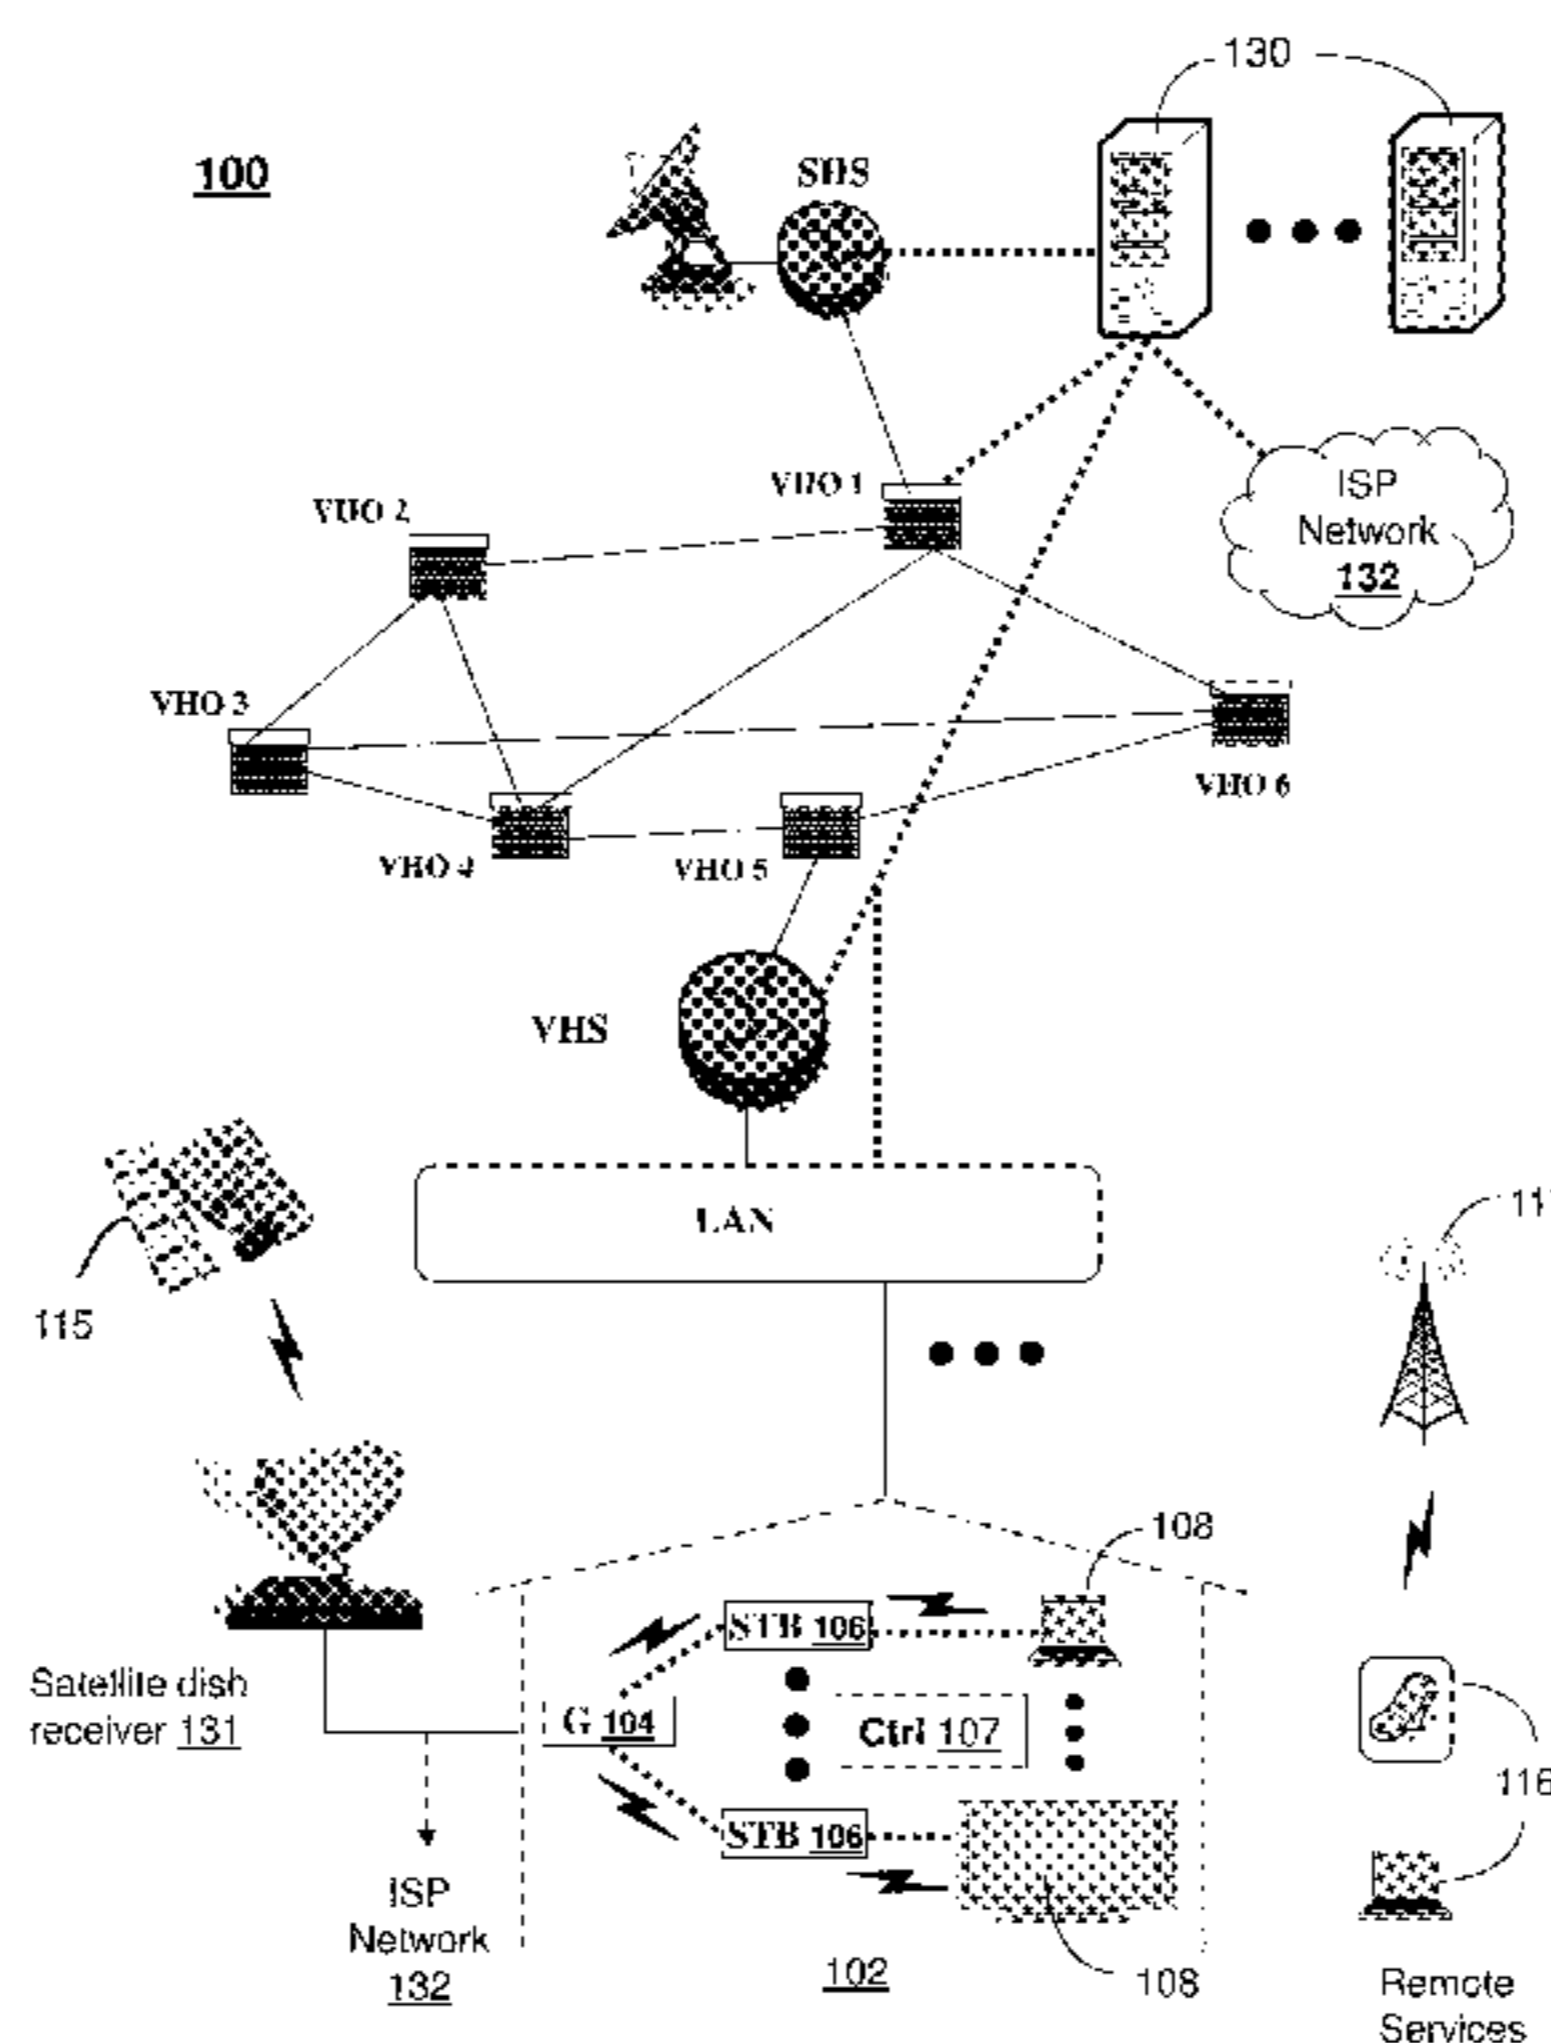 130
100
SHS
VHO 1
ISP
Network
132
VHO 2
VHO 3
VHO 6
VHO 4
VHO 5
VHS
LAN
115
108
STB 106
Satellite dish
receiver 131
G 104
Ctrl 107
116
STB 106
ISP
Network
132
102
108
Remote
Services